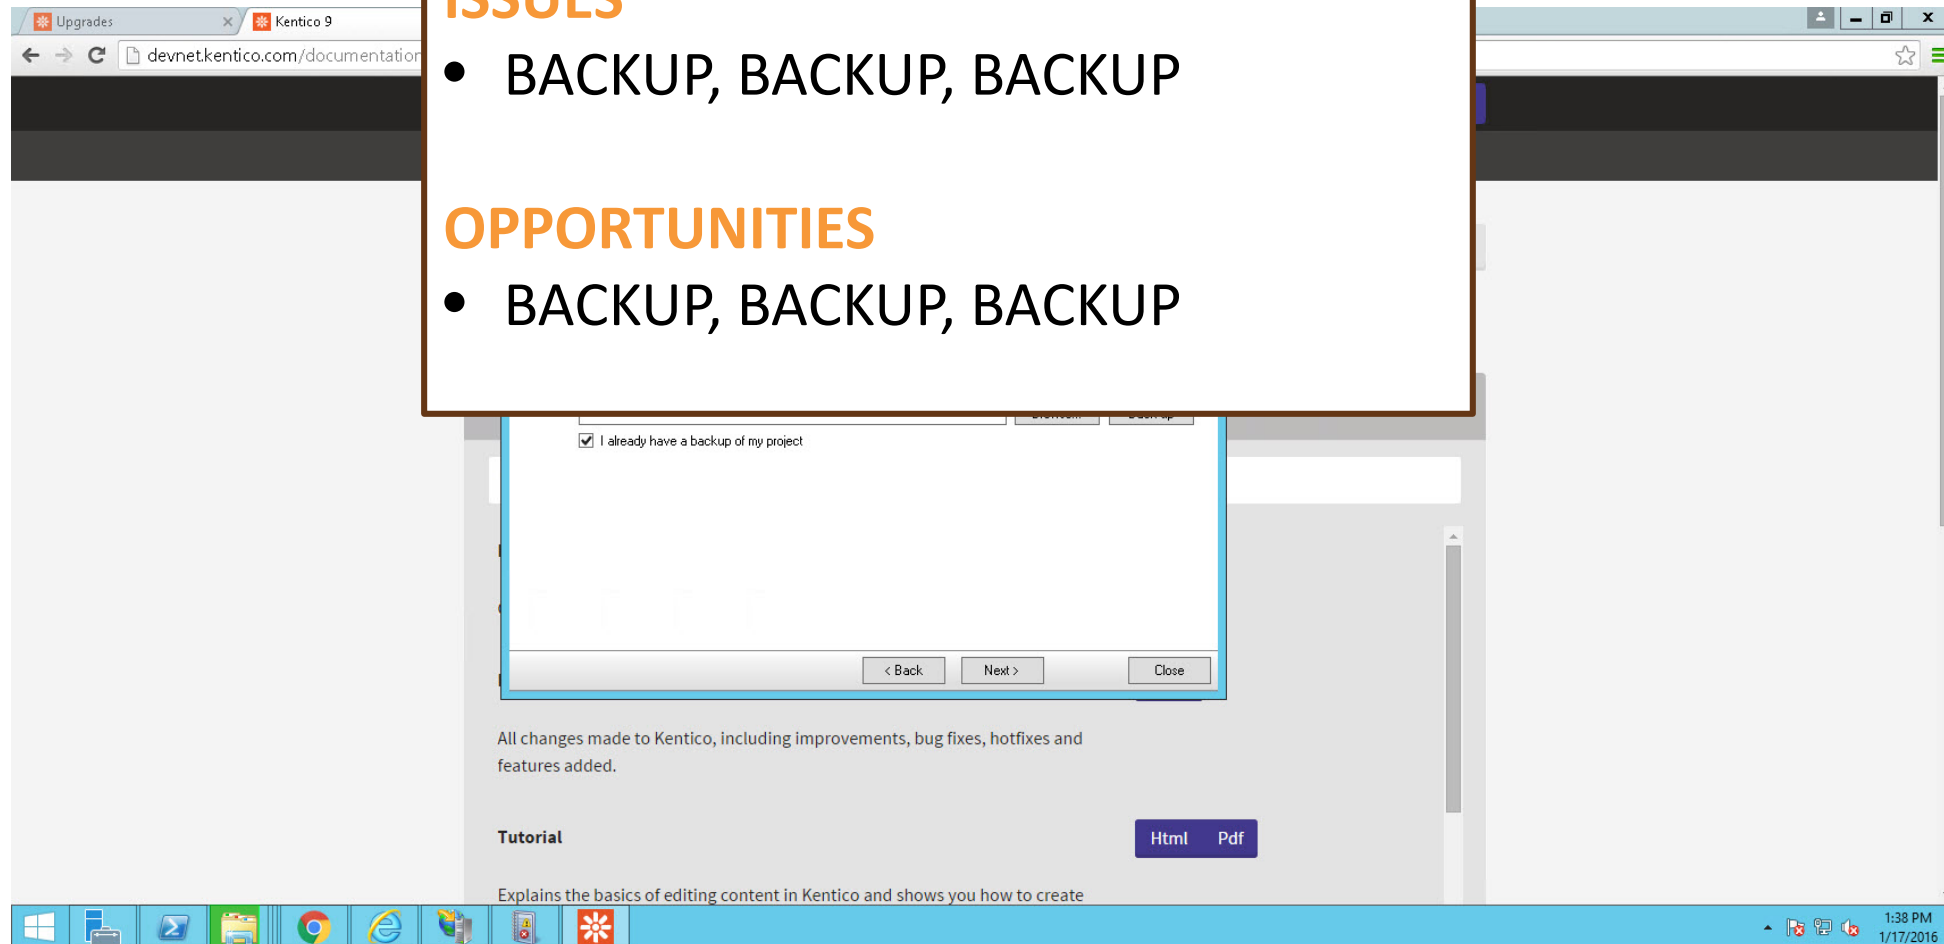 Upgrades
Kentico 9
devnet.kentico.com/documentation
ISSUES
• BACKUP, BACKUP, BACKUP
OPPORTUNITIES
• BACKUP, BACKUP, BACKUP
I already have a backup of my project
< Back Next > Close
All changes made to Kentico, including improvements, bug fixes, hotfixes and
features added.
Tutorial Html Pdf
Explains the basics of editing content in Kentico and shows you how to create
1:38 PM
1/17/2016